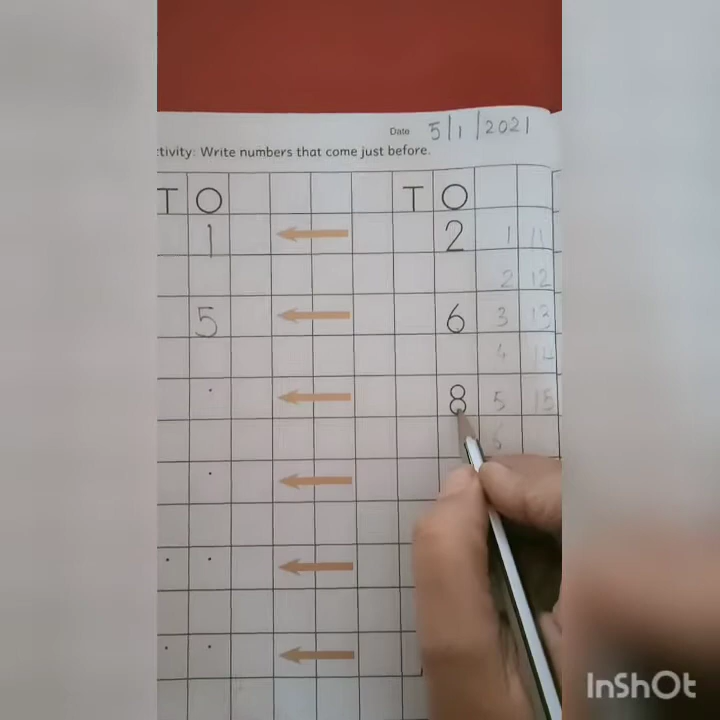 Date 5/1/2021
ctivity: Write numbers that come just before.
T O T O
1 2 1 11
2 12
5 6 3 13
4 14
8 5 15
6
InShOt